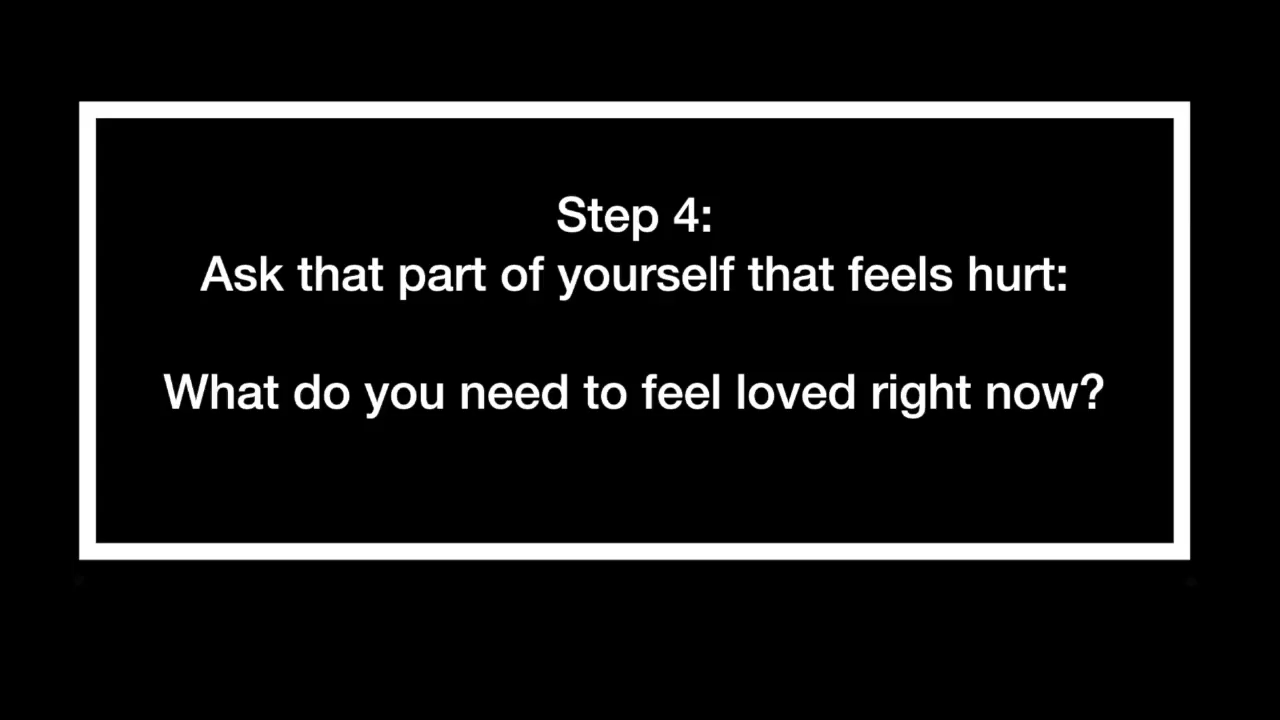 Step 4:
Ask that part of yourself that feels hurt:
What do you need to feel loved right now?